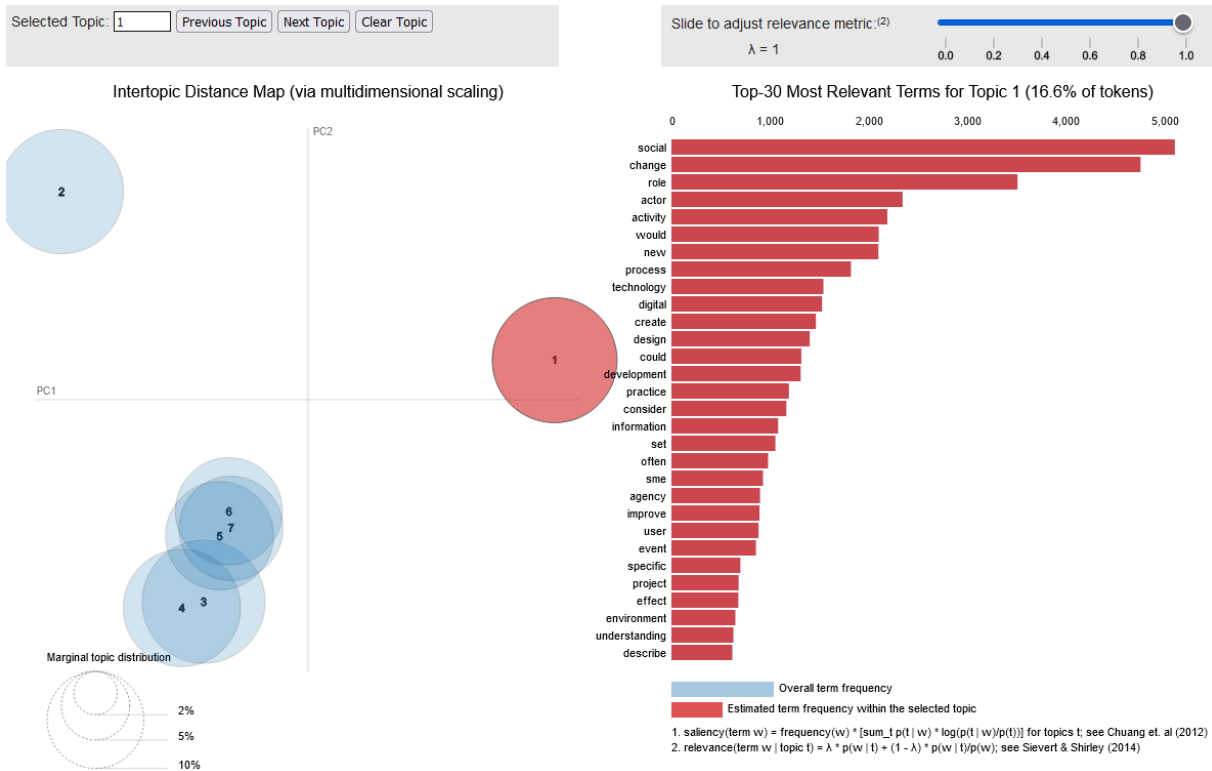 Selected Topic: 1 Previous Topic Next Topic Clear Topic
Slide to adjust relevance metric:(2)
λ = 1
0.0 0.2 0.4 0.6 0.8 1.0
Intertopic Distance Map (via multidimensional scaling)
PC2
PC1
2
1
6
7
5
3
4
Marginal topic distribution
2%
5%
10%
Top-30 Most Relevant Terms for Topic 1 (16.6% of tokens)
0 1,000 2,000 3,000 4,000 5,000
social
change
role
actor
activity
would
new
process
technology
digital
create
design
could
development
practice
consider
information
set
often
sme
agency
improve
user
event
specific
project
effect
environment
understanding
describe
Overall term frequency
Estimated term frequency within the selected topic
1. saliency(term w) = frequency(w) * [sum_t p(t | w) * log(p(t | w)/p(t))] for topics t; see Chuang et. al (2012)
2. relevance(term w | topic t) = λ * p(w | t) + (1 - λ) * p(w | t)/p(w); see Sievert & Shirley (2014)